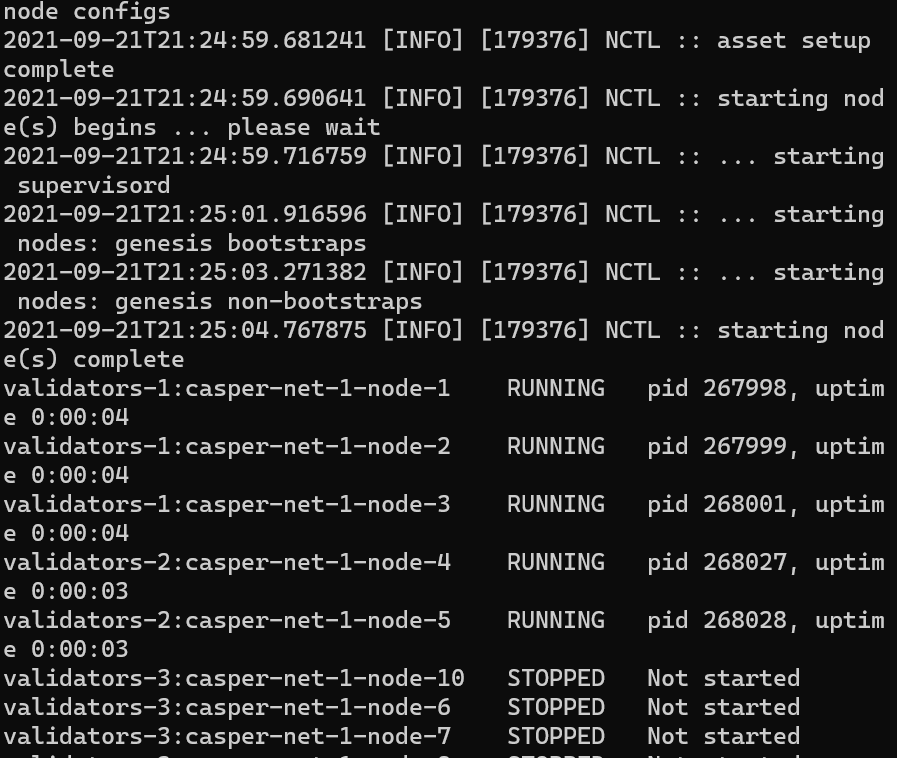 node configs
2021-09-21T21:24:59.681241 [INFO] [179376] NCTL :: asset setup
complete
2021-09-21T21:24:59.690641 [INFO] [179376] NCTL :: starting nod
e(s) begins ... please wait
2021-09-21T21:24:59.716759 [INFO] [179376] NCTL :: ... starting
 supervisord
2021-09-21T21:25:01.916596 [INFO] [179376] NCTL :: ... starting
 nodes: genesis bootstraps
2021-09-21T21:25:03.271382 [INFO] [179376] NCTL :: ... starting
 nodes: genesis non-bootstraps
2021-09-21T21:25:04.767875 [INFO] [179376] NCTL :: starting nod
e(s) complete
validators-1:casper-net-1-node-1    RUNNING   pid 267998, uptim
e 0:00:04
validators-1:casper-net-1-node-2    RUNNING   pid 267999, uptim
e 0:00:04
validators-1:casper-net-1-node-3    RUNNING   pid 268001, uptim
e 0:00:04
validators-2:casper-net-1-node-4    RUNNING   pid 268027, uptim
e 0:00:03
validators-2:casper-net-1-node-5    RUNNING   pid 268028, uptim
e 0:00:03
validators-3:casper-net-1-node-10   STOPPED   Not started
validators-3:casper-net-1-node-6    STOPPED   Not started
validators-3:casper-net-1-node-7    STOPPED   Not started